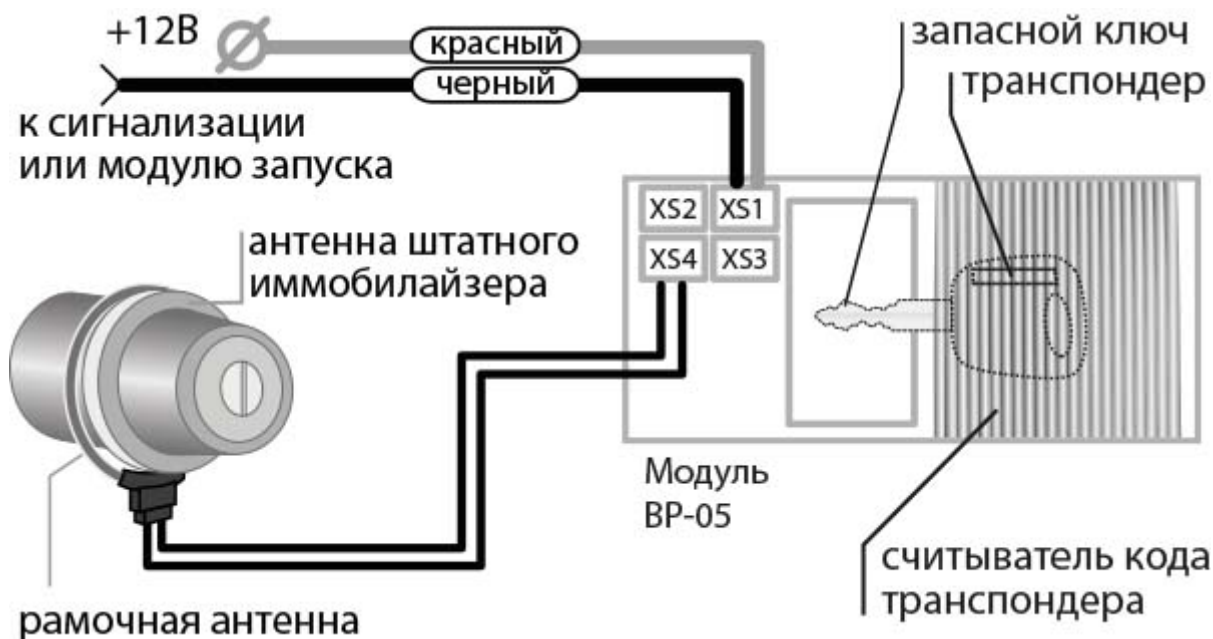 +12В
красный
черный
к сигнализации
или модулю запуска
запасной ключ
транспондер
антенна штатного
иммобилайзера
XS2
XS1
XS4
XS3
Модуль
BP-05
считыватель кода
транспондера
рамочная антенна